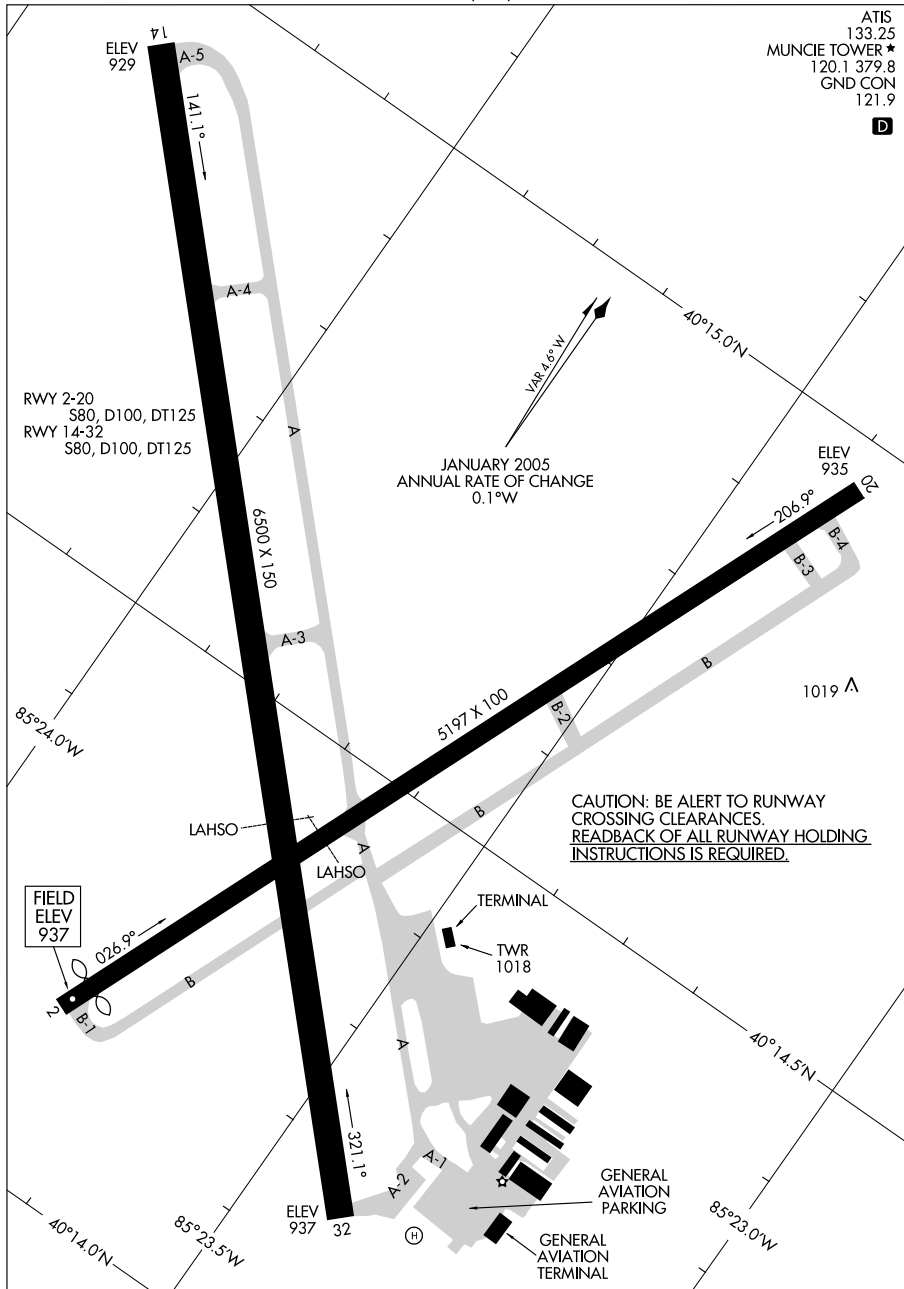 ATIS
133.25
MUNCIE TOWER ★
120.1 379.8
GND CON
121.9
D
14
ELEV
929
A-5
141.1°
A-4
40°15.0'N
VAR 4.6° W
RWY 2-20
S80, D100, DT125
RWY 14-32
S80, D100, DT125
A
JANUARY 2005
ANNUAL RATE OF CHANGE
0.1°W
ELEV
935
20
206.9°
B-4
B-3
6500 X 150
A-3
B
1019
5197 X 100
B-2
85°24.0'W
CAUTION: BE ALERT TO RUNWAY
CROSSING CLEARANCES.
READBACK OF ALL RUNWAY HOLDING
INSTRUCTIONS IS REQUIRED.
LAHSO
B
A
LAHSO
FIELD
ELEV
937
026.9°
TERMINAL
TWR
1018
B
2
B-1
A
40°14.5'N
321.1°
A-1
A-2
GENERAL
AVIATION
PARKING
ELEV
937
32
H
GENERAL
AVIATION
TERMINAL
40°14.0'N
85°23.5'W
85°23.0'W